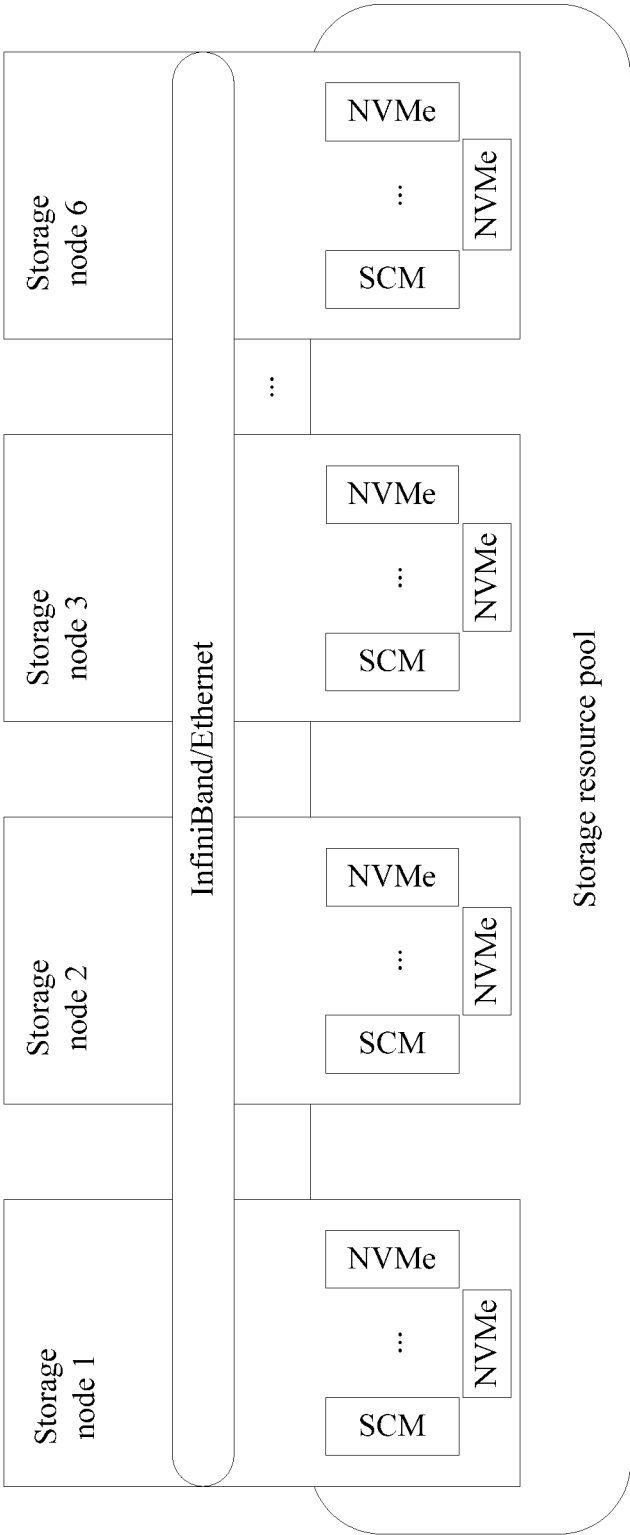 Storage
node 1
Storage
node 2
Storage
node 3
Storage
node 6
InfiniBand/Ethernet
...
SCM
...
NVMe
NVMe
SCM
...
NVMe
NVMe
SCM
...
NVMe
NVMe
SCM
...
NVMe
NVMe
Storage resource pool